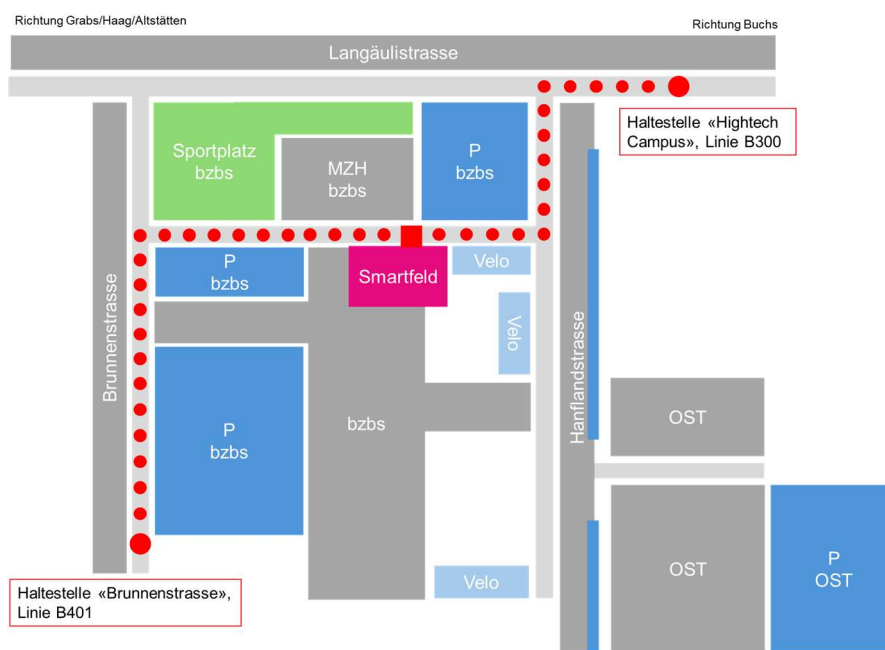 Richtung Grabs/Haag/Altstätten
Richtung Buchs
Langäulistrasse
Haltestelle «Hightech
Campus», Linie B300
Sportplatz
bzbs
MZH
bzbs
P
bzbs
P
bzbs
Smartfeld
Velo
Velo
Brunnenstrasse
Hanflandstrasse
P
bzbs
bzbs
OST
OST
P
OST
Velo
Haltestelle «Brunnenstrasse»,
Linie B401